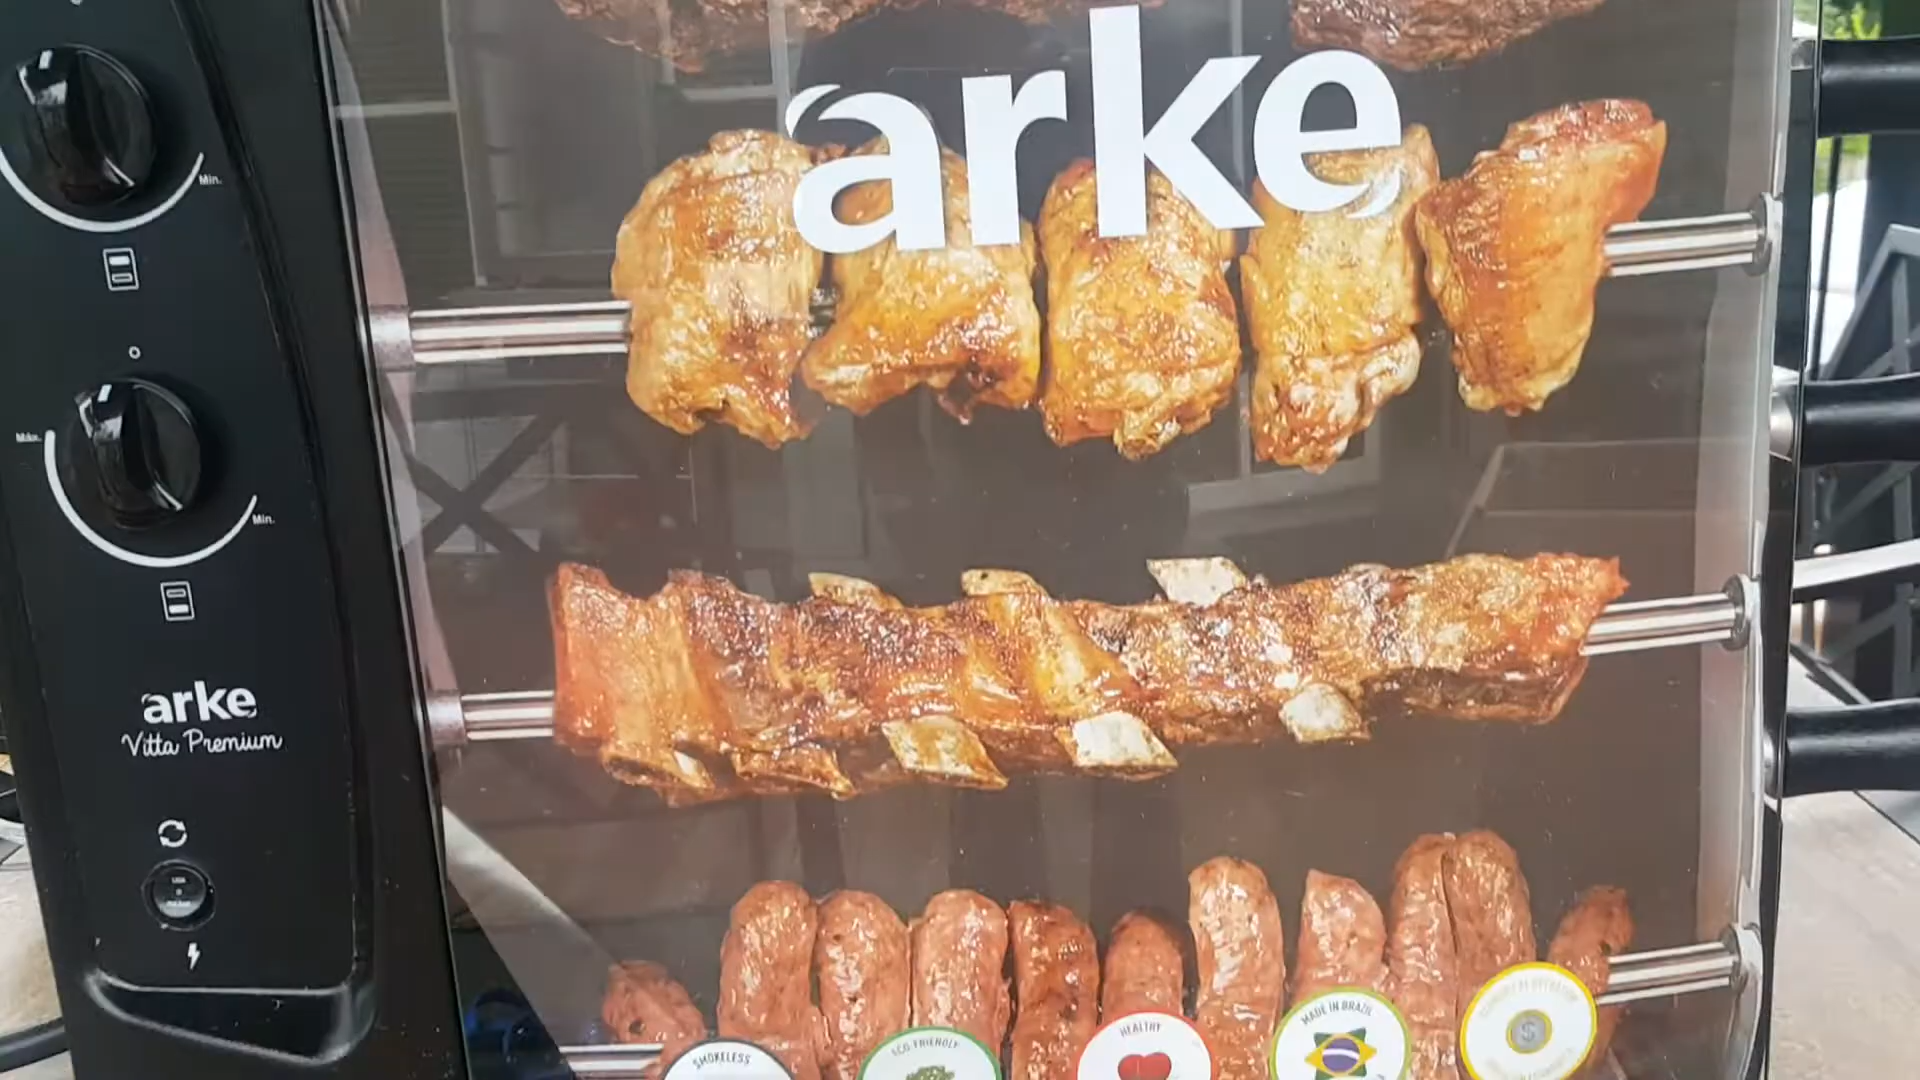 arke
Min.
Máx.
Min.
arke
Vitta Premium
SMOKELESS
ECO FRIENDLY
HEALTHY
MADE IN BRAZIL